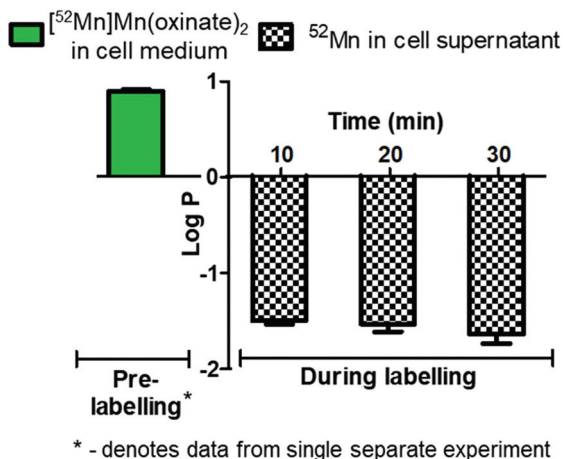 [⁵²Mn]Mn(oxinate)₂
in cell medium
⁵²Mn in cell supernatant
1
Time (min)
10 20 30
0
Log P
-1
-2
Pre-
labelling*
During labelling
* - denotes data from single separate experiment